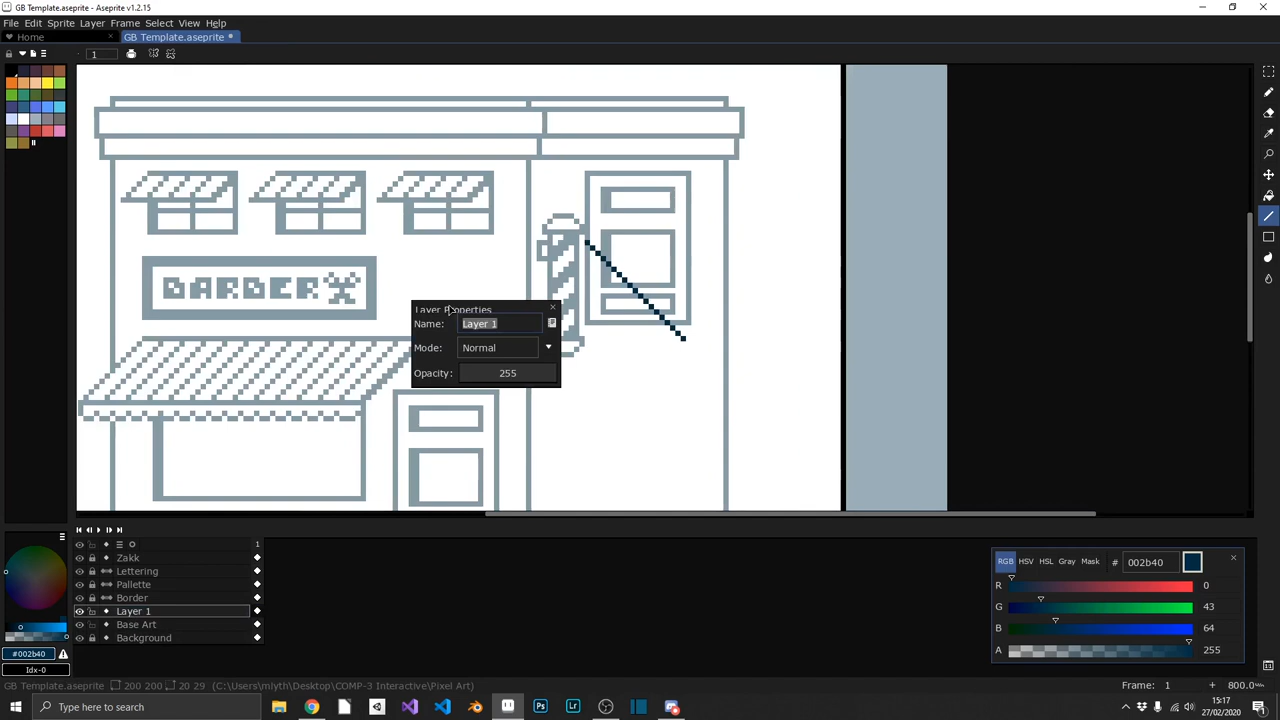 GB Template.aseprite - Aseprite v1.2.15
File Edit Sprite Layer Frame Select View Help
Home
GB Template.aseprite
1
BARBER
Layer Properties
Name: Layer 1
Mode: Normal
Opacity: 255
1
Zakk
Lettering
Pallette
Border
Layer 1
Base Art
Background
RGB HSV HSL Gray Mask # 002b40
R 0
G 43
B 64
A 255
#002b40
Idx-0
GB Template.aseprite 200 200 20 29 (C:\Users\mlyth\Desktop\COMP-3 Interactive\Pixel Art)
Frame: 1 + 800.0
Type here to search
Ps
Lr
15:17
27/02/2020